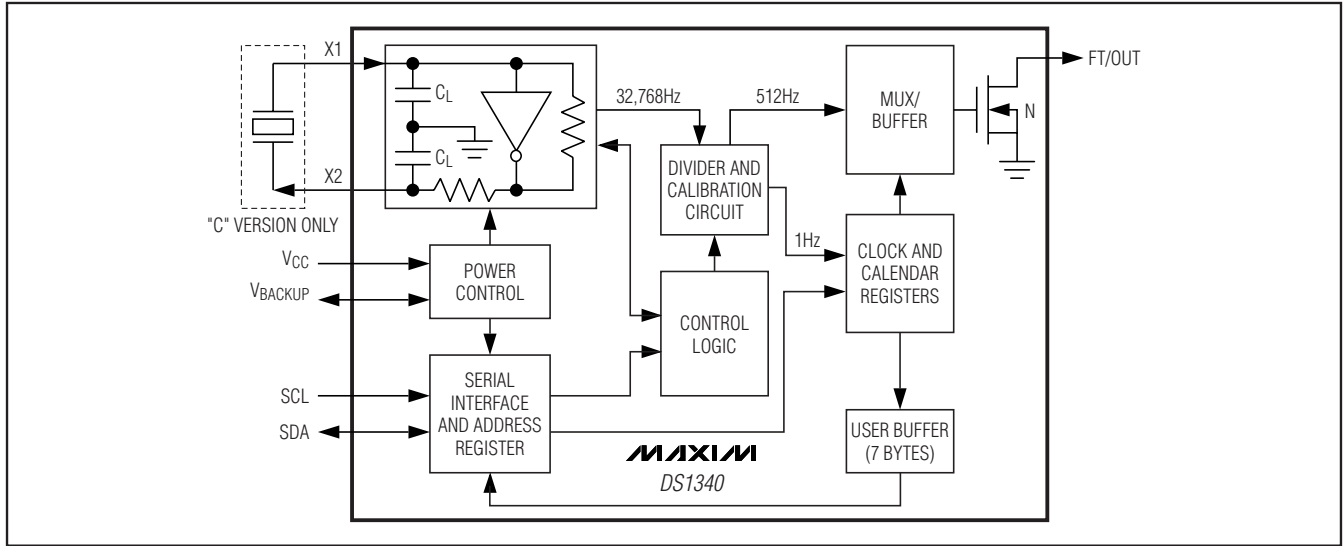 X1
C_L
C_L
X2
"C" VERSION ONLY
32,768Hz
512Hz
MUX/
BUFFER
N
FT/OUT
DIVIDER AND
CALIBRATION
CIRCUIT
1Hz
V_CC
V_BACKUP
POWER
CONTROL
CONTROL
LOGIC
CLOCK AND
CALENDAR
REGISTERS
SCL
SDA
SERIAL
INTERFACE
AND ADDRESS
REGISTER
USER BUFFER
(7 BYTES)
MAXIM
DS1340